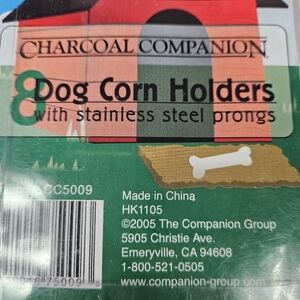 CHARCOAL COMPANION
8 Dog Corn Holders
with stainless steel prongs
CC5009
Made in China
HK1105
©2005 The Companion Group
5905 Christie Ave.
Emeryville, CA 94608
1-800-521-0505
www.companion-group.com